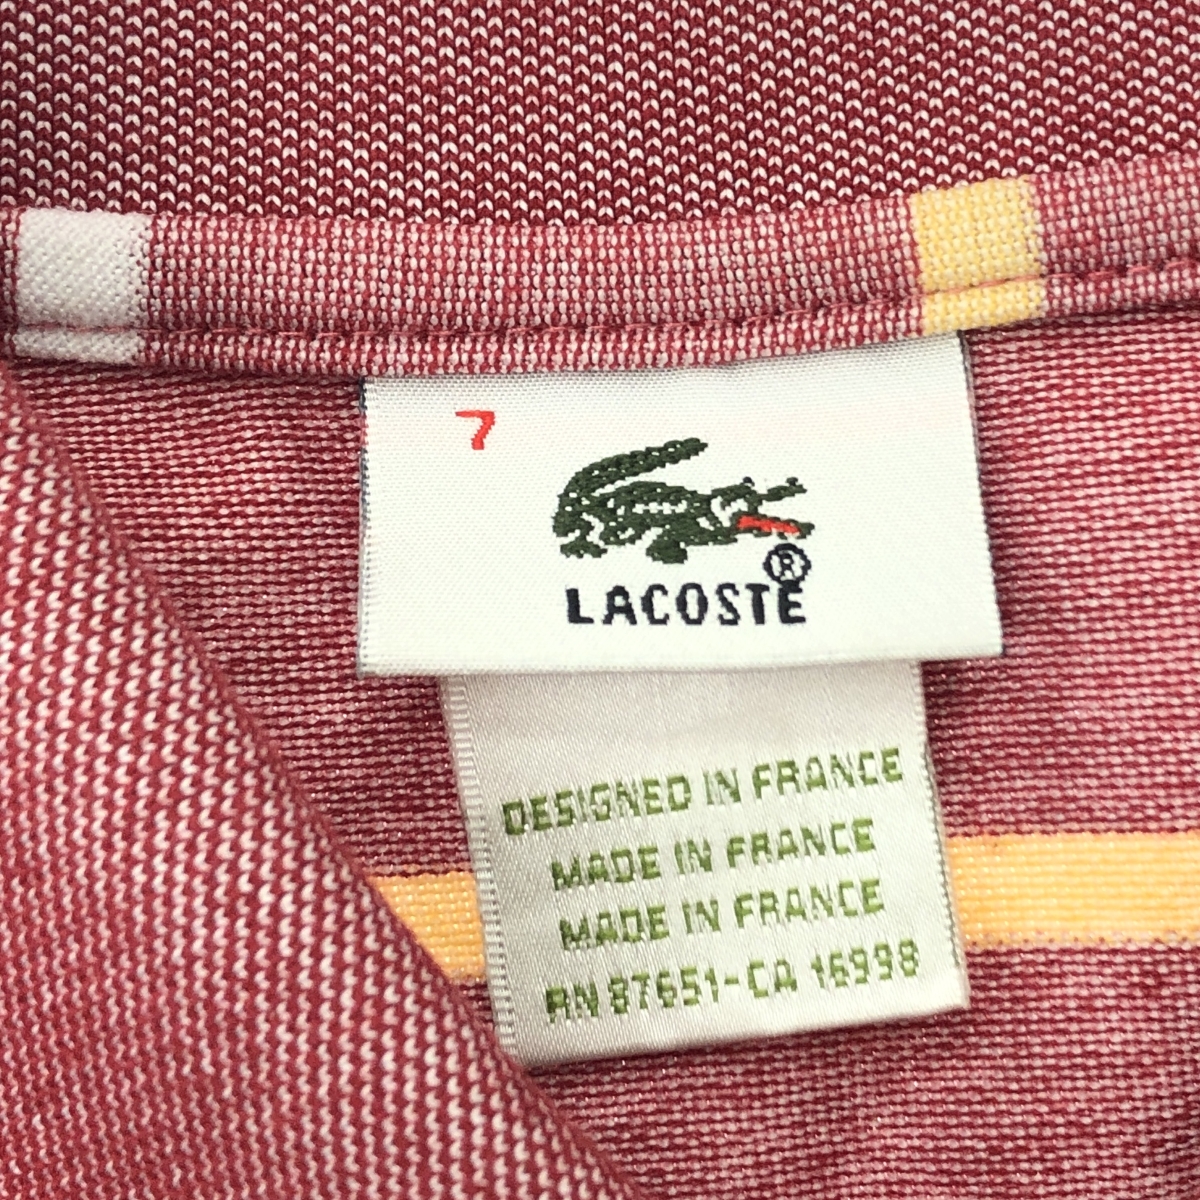 7
LACOSTE®
DESIGNED IN FRANCE
MADE IN FRANCE
MADE IN FRANCE
RN 87651-CA 16998